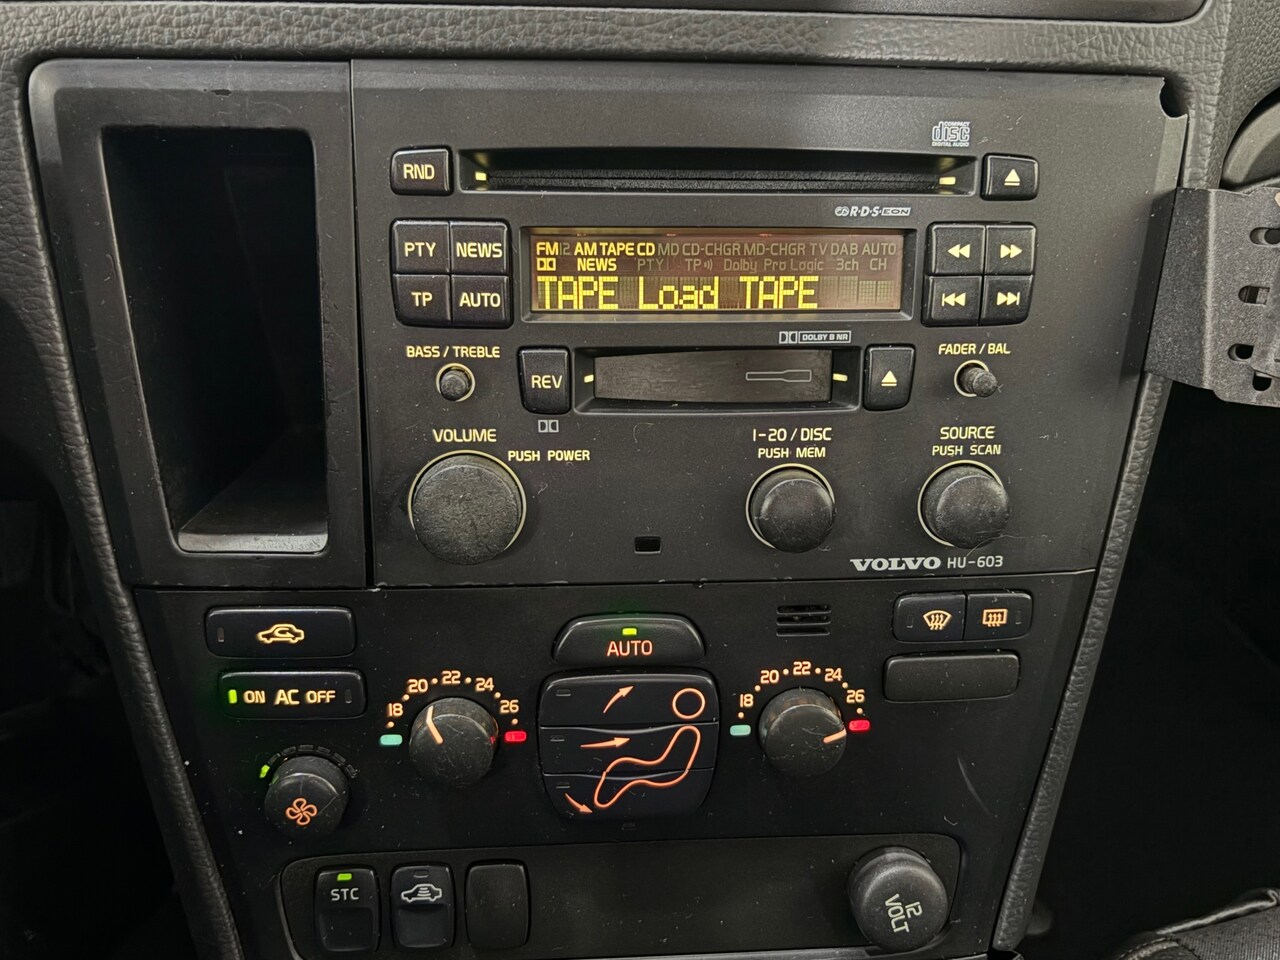 COMPACT
disc
DIGITAL AUDIO
RND
R·D·S EON
PTY NEWS
TP AUTO
FM12 AM TAPE CD MD CD-CHGR MD-CHGR TV DAB AUTO
NEWS PTY TP Dolby Pro Logic 3ch CH
TAPE Load TAPE
DOLBY B NR
BASS / TREBLE
FADER / BAL
REV
VOLUME
PUSH POWER
1-20 / DISC
PUSH MEM
SOURCE
PUSH SCAN
VOLVO HU-603
AUTO
ON AC OFF
18 20 22 24 26
18 20 22 24 26
STC
12
VOLT